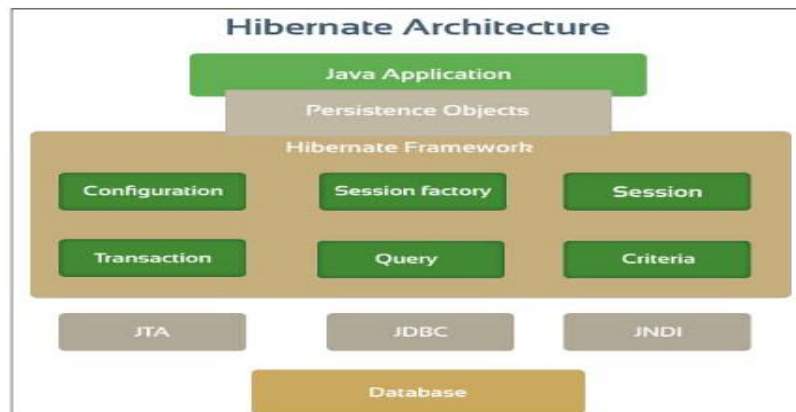 Hibernate Architecture
Java Application
Persistence Objects
Hibernate Framework
Configuration
Session factory
Session
Transaction
Query
Criteria
JTA
JDBC
JNDI
Database